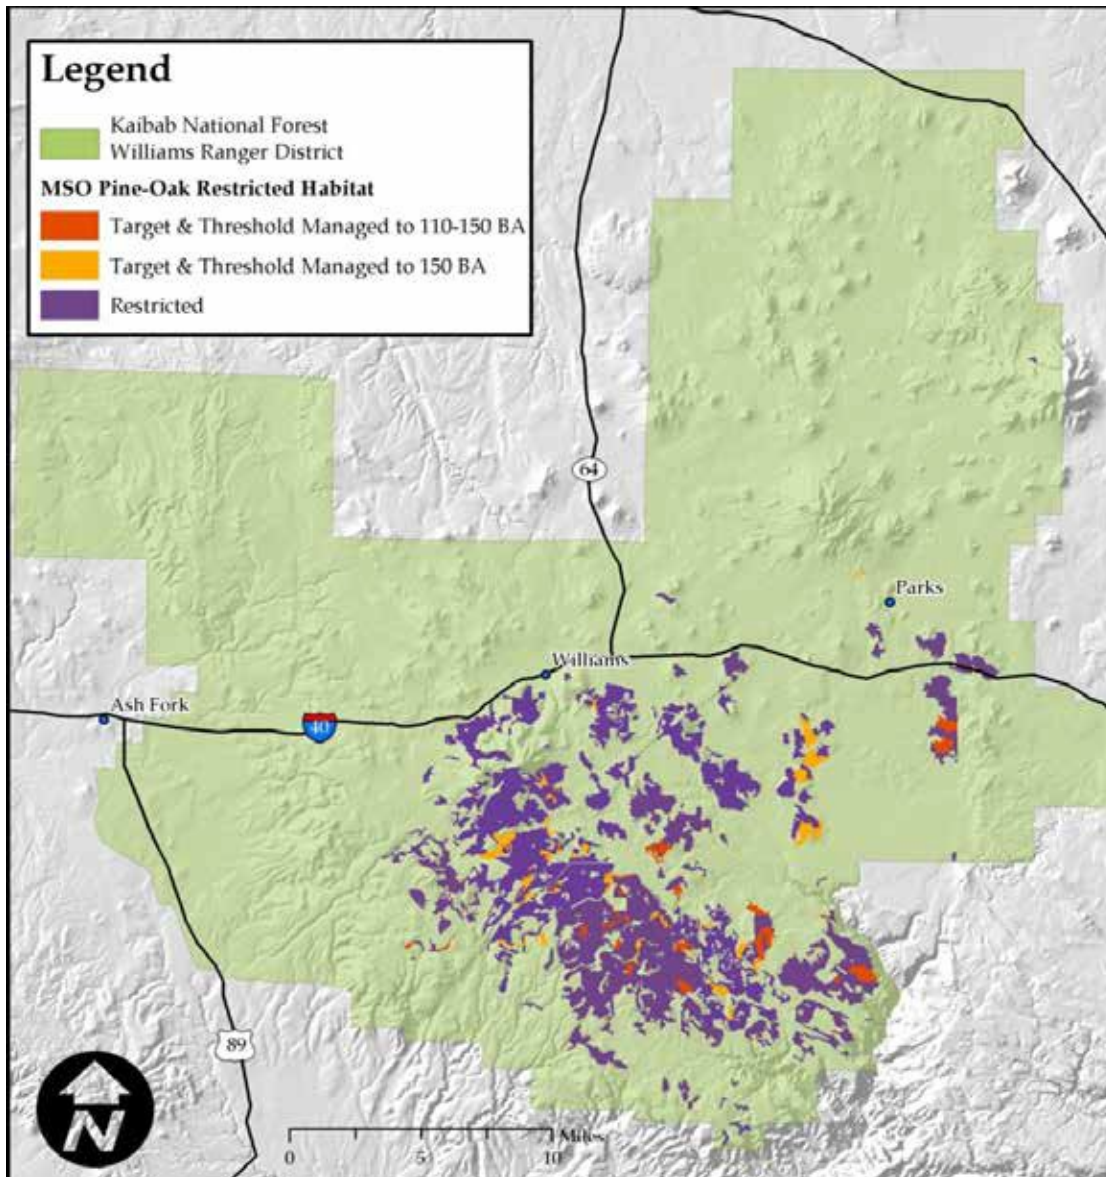 Legend
Kaibab National Forest
Williams Ranger District
MSO Pine-Oak Restricted Habitat
Target & Threshold Managed to 110-150 BA
Target & Threshold Managed to 150 BA
Restricted
64
Parks
Williams
Ash Fork
40
89
N
Miles
0 5 10